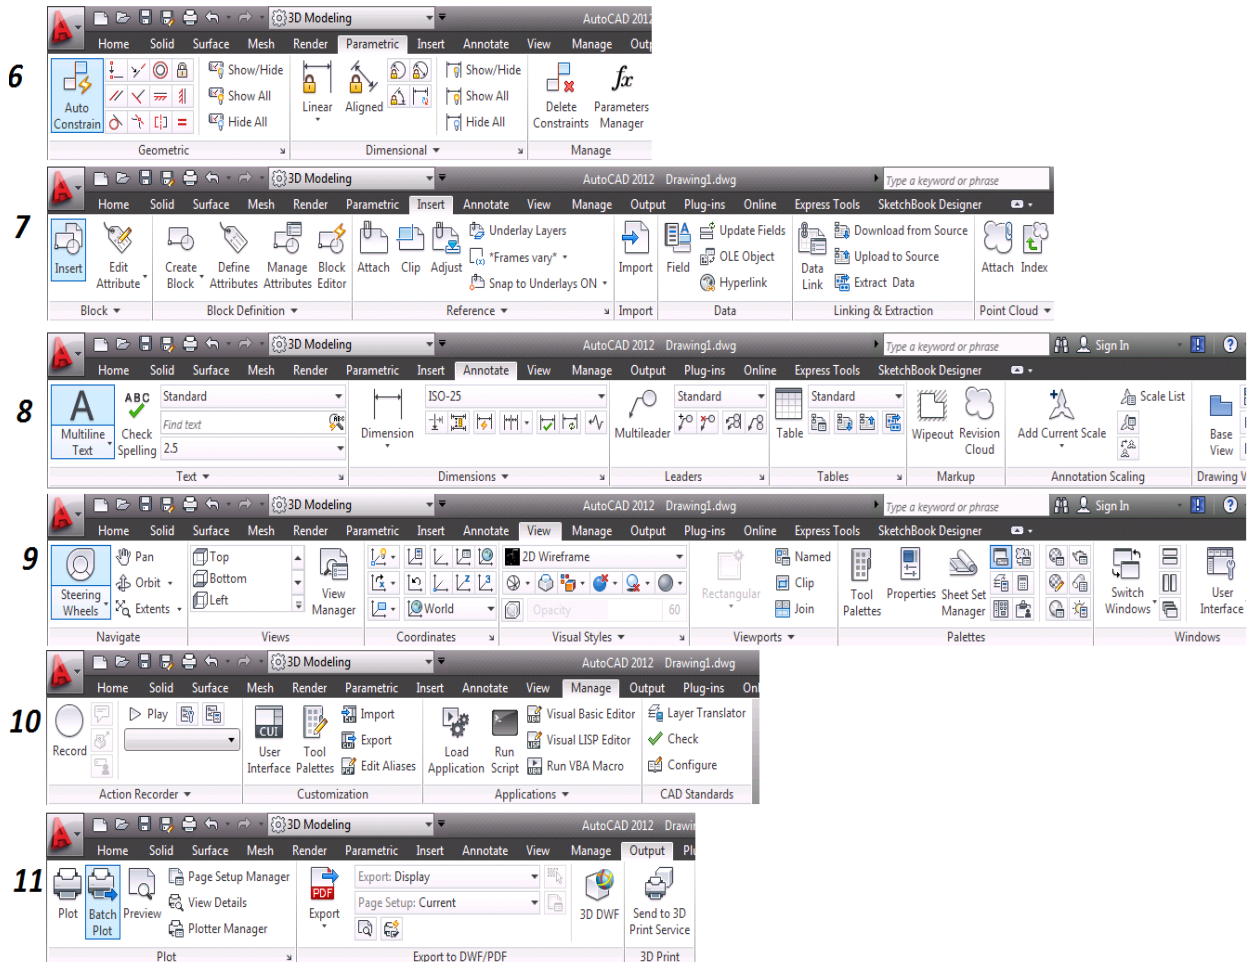 3D Modeling AutoCAD 2012
Home Solid Surface Mesh Render Parametric Insert Annotate View Manage Outp
6
Auto Constrain
Show/Hide
Show All
Hide All
Linear Aligned
Show/Hide
Show All
Hide All
Delete Constraints
fx
Parameters Manager
Geometric Dimensional Manage
3D Modeling AutoCAD 2012 Drawing1.dwg Type a keyword or phrase
Home Solid Surface Mesh Render Parametric Insert Annotate View Manage Output Plug-ins Online Express Tools SketchBook Designer
7
Insert
Edit Attribute
Create Block
Define Attributes
Manage Attributes
Block Editor
Attach Clip Adjust
Underlay Layers
*Frames vary*
Snap to Underlays ON
Import
Field
Update Fields
OLE Object
Hyperlink
Data Link
Download from Source
Upload to Source
Extract Data
Attach Index
Block Block Definition Reference Import Data Linking & Extraction Point Cloud
3D Modeling AutoCAD 2012 Drawing1.dwg Type a keyword or phrase Sign In
Home Solid Surface Mesh Render Parametric Insert Annotate View Manage Output Plug-ins Online Express Tools SketchBook Designer
8
A
Multiline Text
ABC
Check Spelling
Standard
Find text
2.5
Dimension
ISO-25
Multileader
Standard
Table
Standard
Wipeout
Revision Cloud
Add Current Scale
Scale List
Base View
Text Dimensions Leaders Tables Markup Annotation Scaling Drawing V
3D Modeling AutoCAD 2012 Drawing1.dwg Type a keyword or phrase Sign In
Home Solid Surface Mesh Render Parametric Insert Annotate View Manage Output Plug-ins Online Express Tools SketchBook Designer
9
Steering Wheels
Pan
Orbit
Extents
Top
Bottom
Left
View Manager
World
2D Wireframe
Opacity 60
Rectangular
Named
Clip
Join
Tool Palettes
Properties
Sheet Set Manager
Switch Windows
User Interface
Navigate Views Coordinates Visual Styles Viewports Palettes Windows
3D Modeling AutoCAD 2012 Drawing1.dwg
Home Solid Surface Mesh Render Parametric Insert Annotate View Manage Output Plug-ins Onl
10
Record
Play
CUI
User Interface
Tool Palettes
Import
Export
Edit Aliases
Load Application
Run Script
Visual Basic Editor
Visual LISP Editor
Run VBA Macro
Layer Translator
Check
Configure
Action Recorder Customization Applications CAD Standards
3D Modeling AutoCAD 2012 Drawi
Home Solid Surface Mesh Render Parametric Insert Annotate View Manage Output Pl
11
Plot
Batch Plot
Preview
Page Setup Manager
View Details
Plotter Manager
PDF
Export
Export: Display
Page Setup: Current
3D DWF
Send to 3D Print Service
Plot Export to DWF/PDF 3D Print